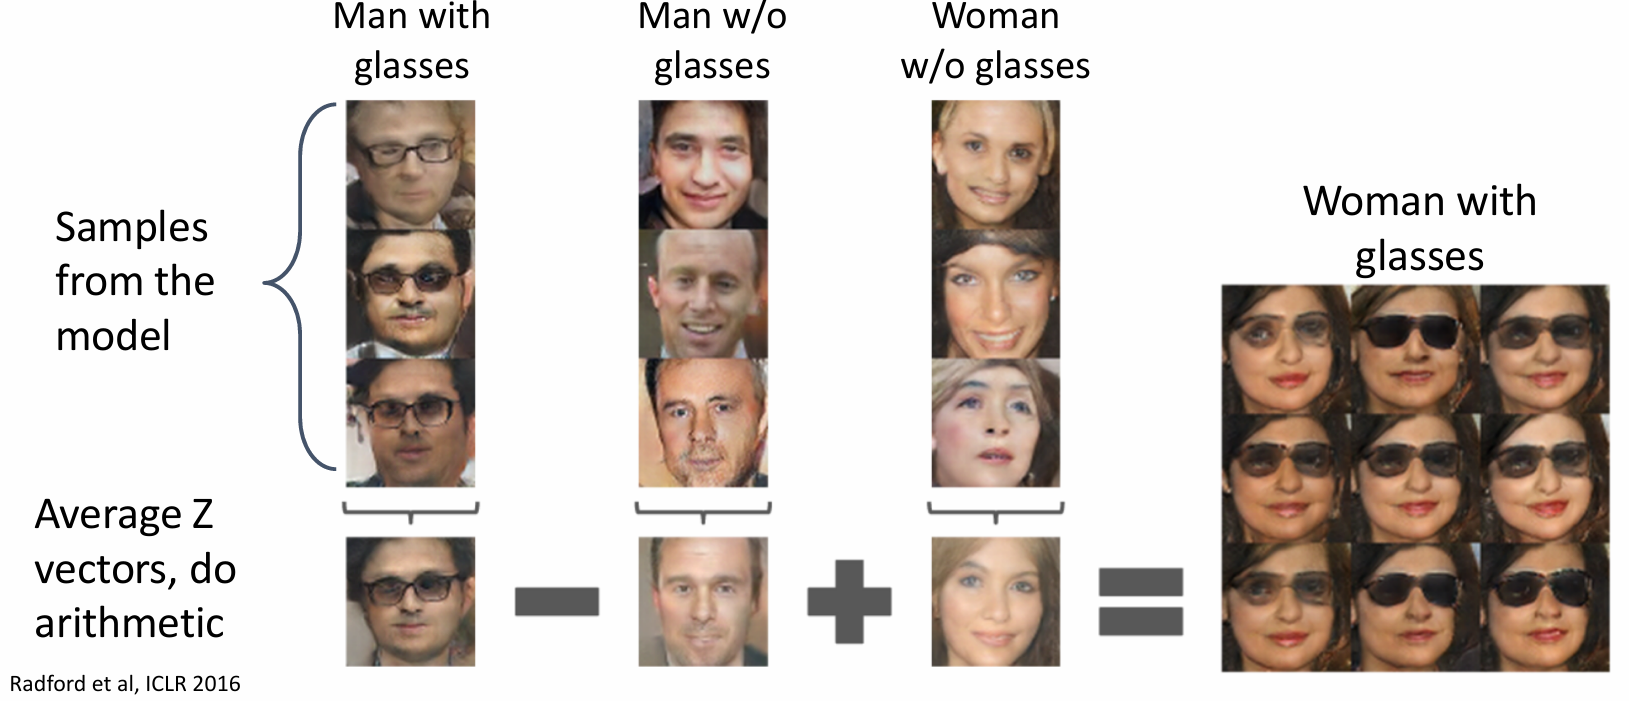 Man with
glasses
Man w/o
glasses
Woman
w/o glasses
Samples
from the
model
Woman with
glasses
Average Z
vectors, do
arithmetic
Radford et al, ICLR 2016